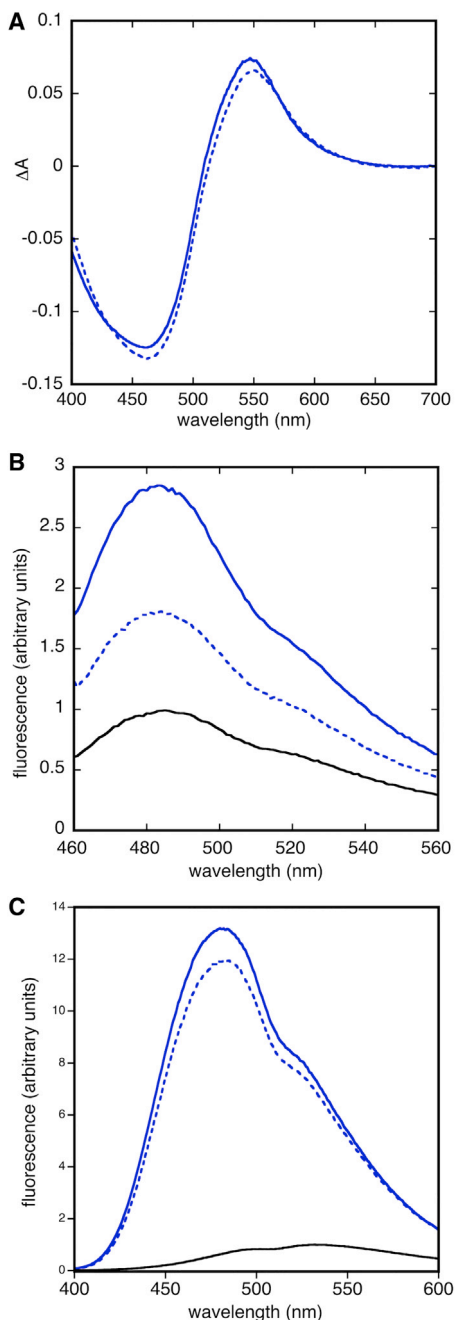 A
0.1
0.05
0
-0.05
-0.1
-0.15
ΔA
400 450 500 550 600 650 700
wavelength (nm)
B
3
2.5
2
1.5
1
0.5
0
fluorescence (arbitrary units)
460 480 500 520 540 560
wavelength (nm)
C
14
12
10
8
6
4
2
0
fluorescence (arbitrary units)
400 450 500 550 600
wavelength (nm)